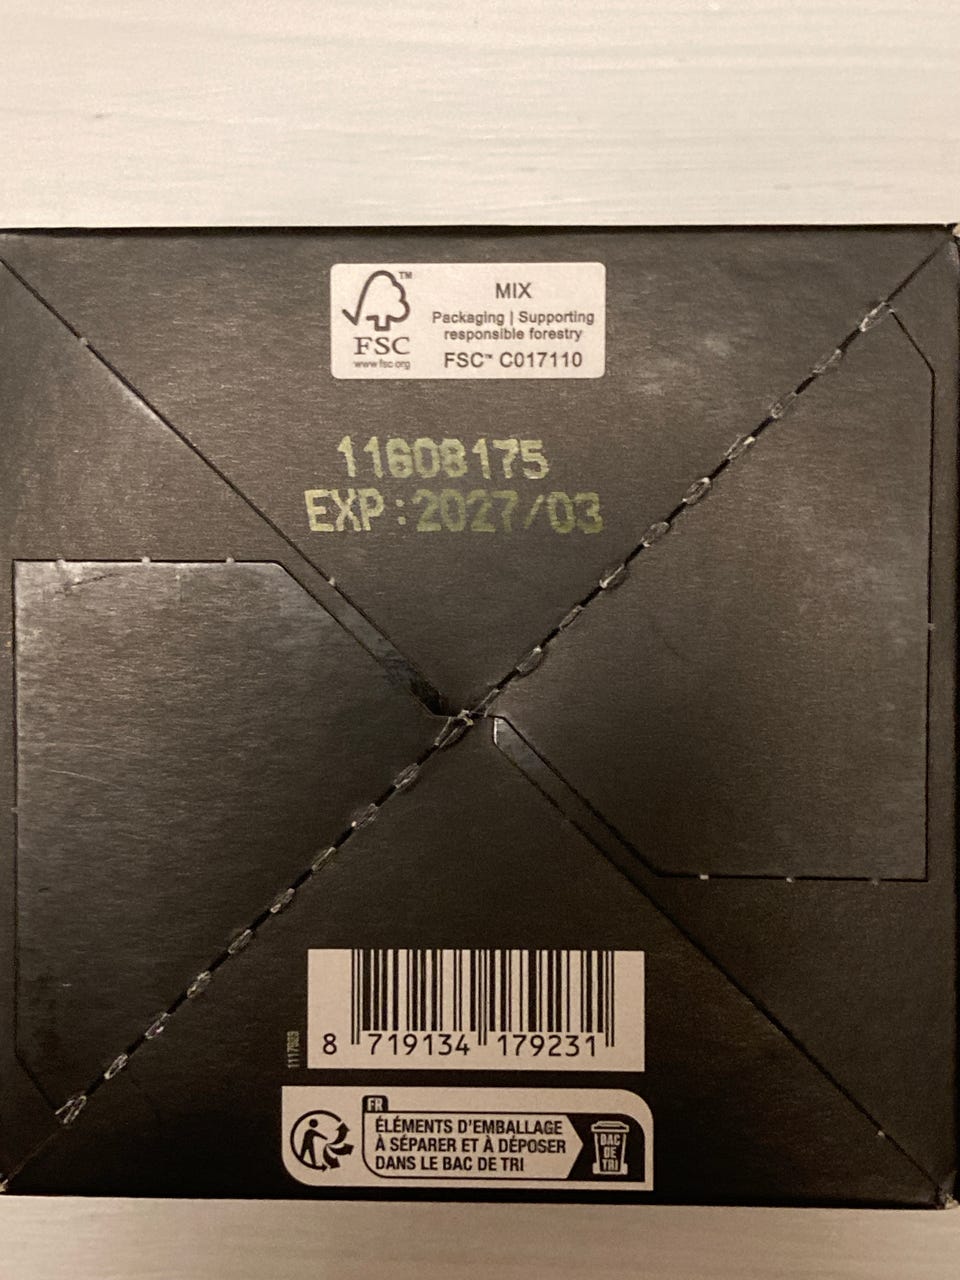 TM
FSC
www.fsc.org
MIX
Packaging | Supporting
responsible forestry
FSC™ C017110
11608175
EXP:2027/03
8 719134 179231
FR
ÉLÉMENTS D'EMBALLAGE
À SÉPARER ET À DÉPOSER
DANS LE BAC DE TRI
BAC
DE
TRI